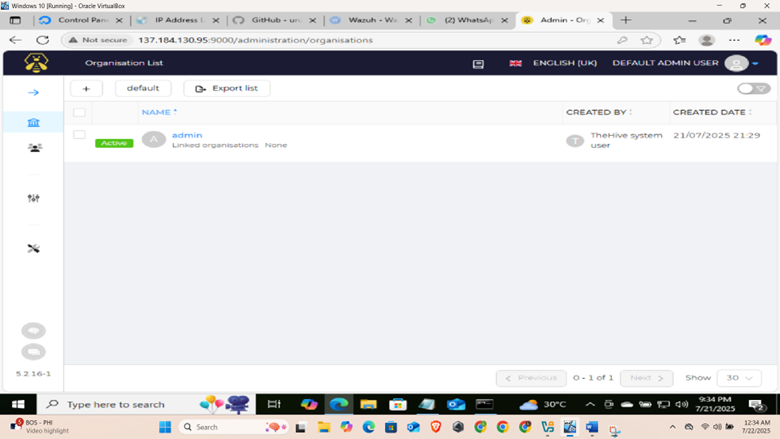 Windows 10 [Running] - Oracle VirtualBox
Control Pan
IP Address L
GitHub - uru
Wazuh - Wa
(2) WhatsAp
Admin - Org
Not secure
137.184.130.95:9000/administration/organisations
Organisation List
ENGLISH (UK)
DEFAULT ADMIN USER
+
default
Export list
NAME
CREATED BY
CREATED DATE
Active
A
admin
Linked organisations None
T
TheHive system
user
21/07/2025 21:29
5.2.16-1
Previous
0 - 1 of 1
Next
Show
30
Type here to search
30°C
9:34 PM
7/21/2025
2
BOS - PHI
Video highlight
Search
12:34 AM
7/22/2025